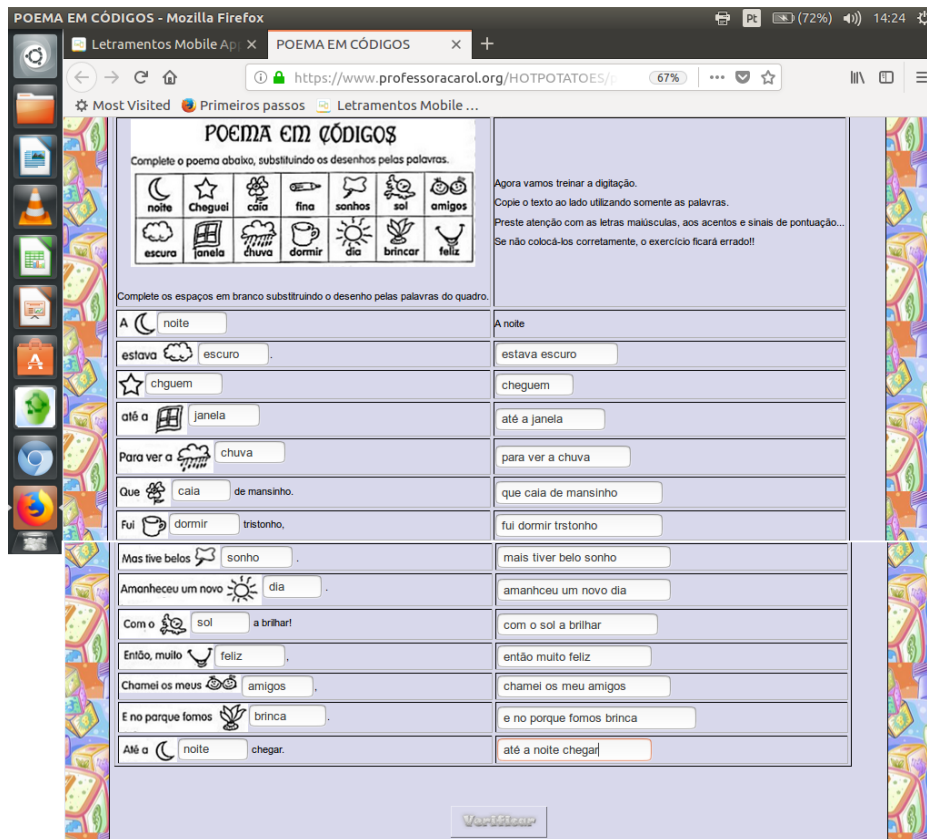 POEMA EM CÓDIGOS - Mozilla Firefox Pt (72%) 14:24
Letramentos Mobile Ap POEMA EM CÓDIGOS
https://www.professoracarol.org/HOTPOTATOES/ 67%
Most Visited Primeiros passos Letramentos Mobile …
POEMA EM CÓDIGOS
Complete o poema abaixo, substituindo os desenhos pelas palavras.
noite Cheguei caía fina sonhos sol amigos
escura janela chuva dormir dia brincar feliz
Complete os espaços em branco substitruindo o desenho pelas palavras do quadro.
Agora vamos treinar a digitação.
Copie o texto ao lado utilizando somente as palavras.
Preste atenção com as letras maiúsculas, aos acentos e sinais de pontuação...
Se não colocá-los corretamente, o exercício ficará errado!!
A noite A noite
estava escuro . estava escuro
chguem cheguem
até a janela até a janela
Para ver a chuva para ver a chuva
Que caia de mansinho. que caia de mansinho
Fui dormir tristonho, fui dormir trstonho
Mas tive belos sonho . mais tiver belo sonho
Amanheceu um novo dia . amanhceu um novo dia
Com o sol a brilhar! com o sol a brilhar
Então, muito feliz , então muito feliz
Chamei os meus amigos , chamei os meu amigos
E no parque fomos brinca . e no porque fomos brinca
Até a noite chegar. até a noite chegar
Verificar